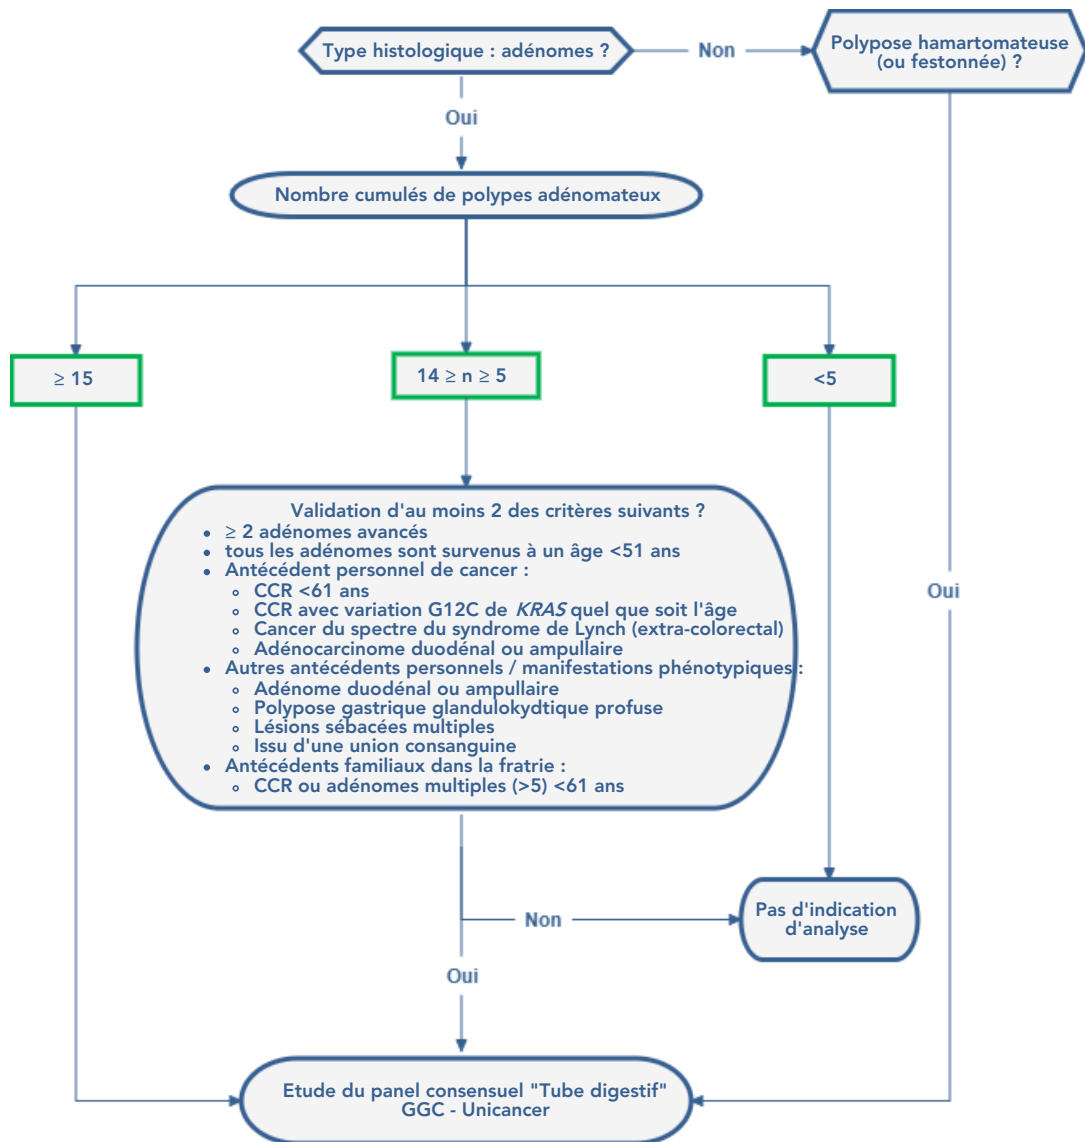 Type histologique : adénomes ?
Non
Polypose hamartomateuse
(ou festonnée) ?
Oui
Nombre cumulés de polypes adénomateux
≥ 15
14 ≥ n ≥ 5
<5
Validation d'au moins 2 des critères suivants ?
• ≥ 2 adénomes avancés
• tous les adénomes sont survenus à un âge <51 ans
• Antécédent personnel de cancer :
◦ CCR <61 ans
◦ CCR avec variation G12C de KRAS quel que soit l'âge
◦ Cancer du spectre du syndrome de Lynch (extra-colorectal)
◦ Adénocarcinome duodénal ou ampullaire
• Autres antécédents personnels / manifestations phénotypiques :
◦ Adénome duodénal ou ampullaire
◦ Polypose gastrique glandulokydtique profuse
◦ Lésions sébacées multiples
◦ Issu d'une union consanguine
• Antécédents familiaux dans la fratrie :
◦ CCR ou adénomes multiples (>5) <61 ans
Oui
Non
Pas d'indication
d'analyse
Oui
Etude du panel consensuel "Tube digestif"
GGC - Unicancer